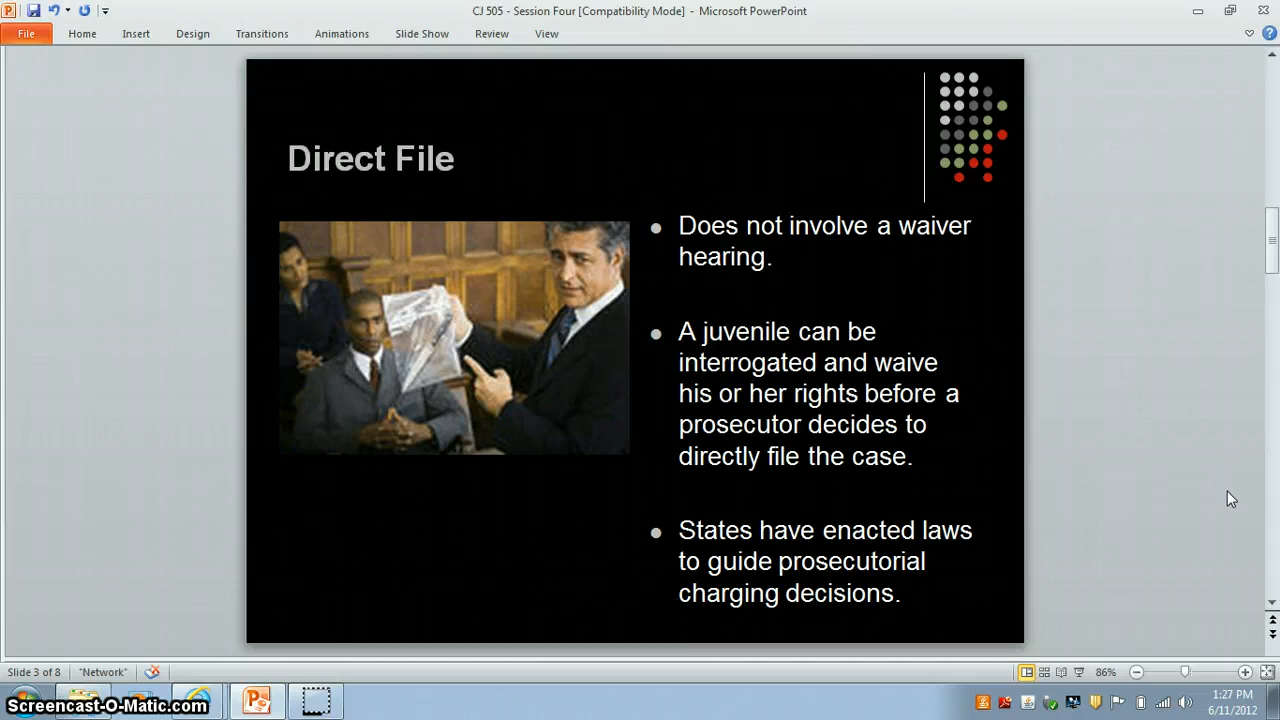 CJ 505 - Session Four [Compatibility Mode] - Microsoft PowerPoint
File Home Insert Design Transitions Animations Slide Show Review View
Direct File
Does not involve a waiver
hearing.
A juvenile can be
interrogated and waive
his or her rights before a
prosecutor decides to
directly file the case.
States have enacted laws
to guide prosecutorial
charging decisions.
Slide 3 of 8 "Network" 86%
Screencast-O-Matic.com
1:27 PM
6/11/2012